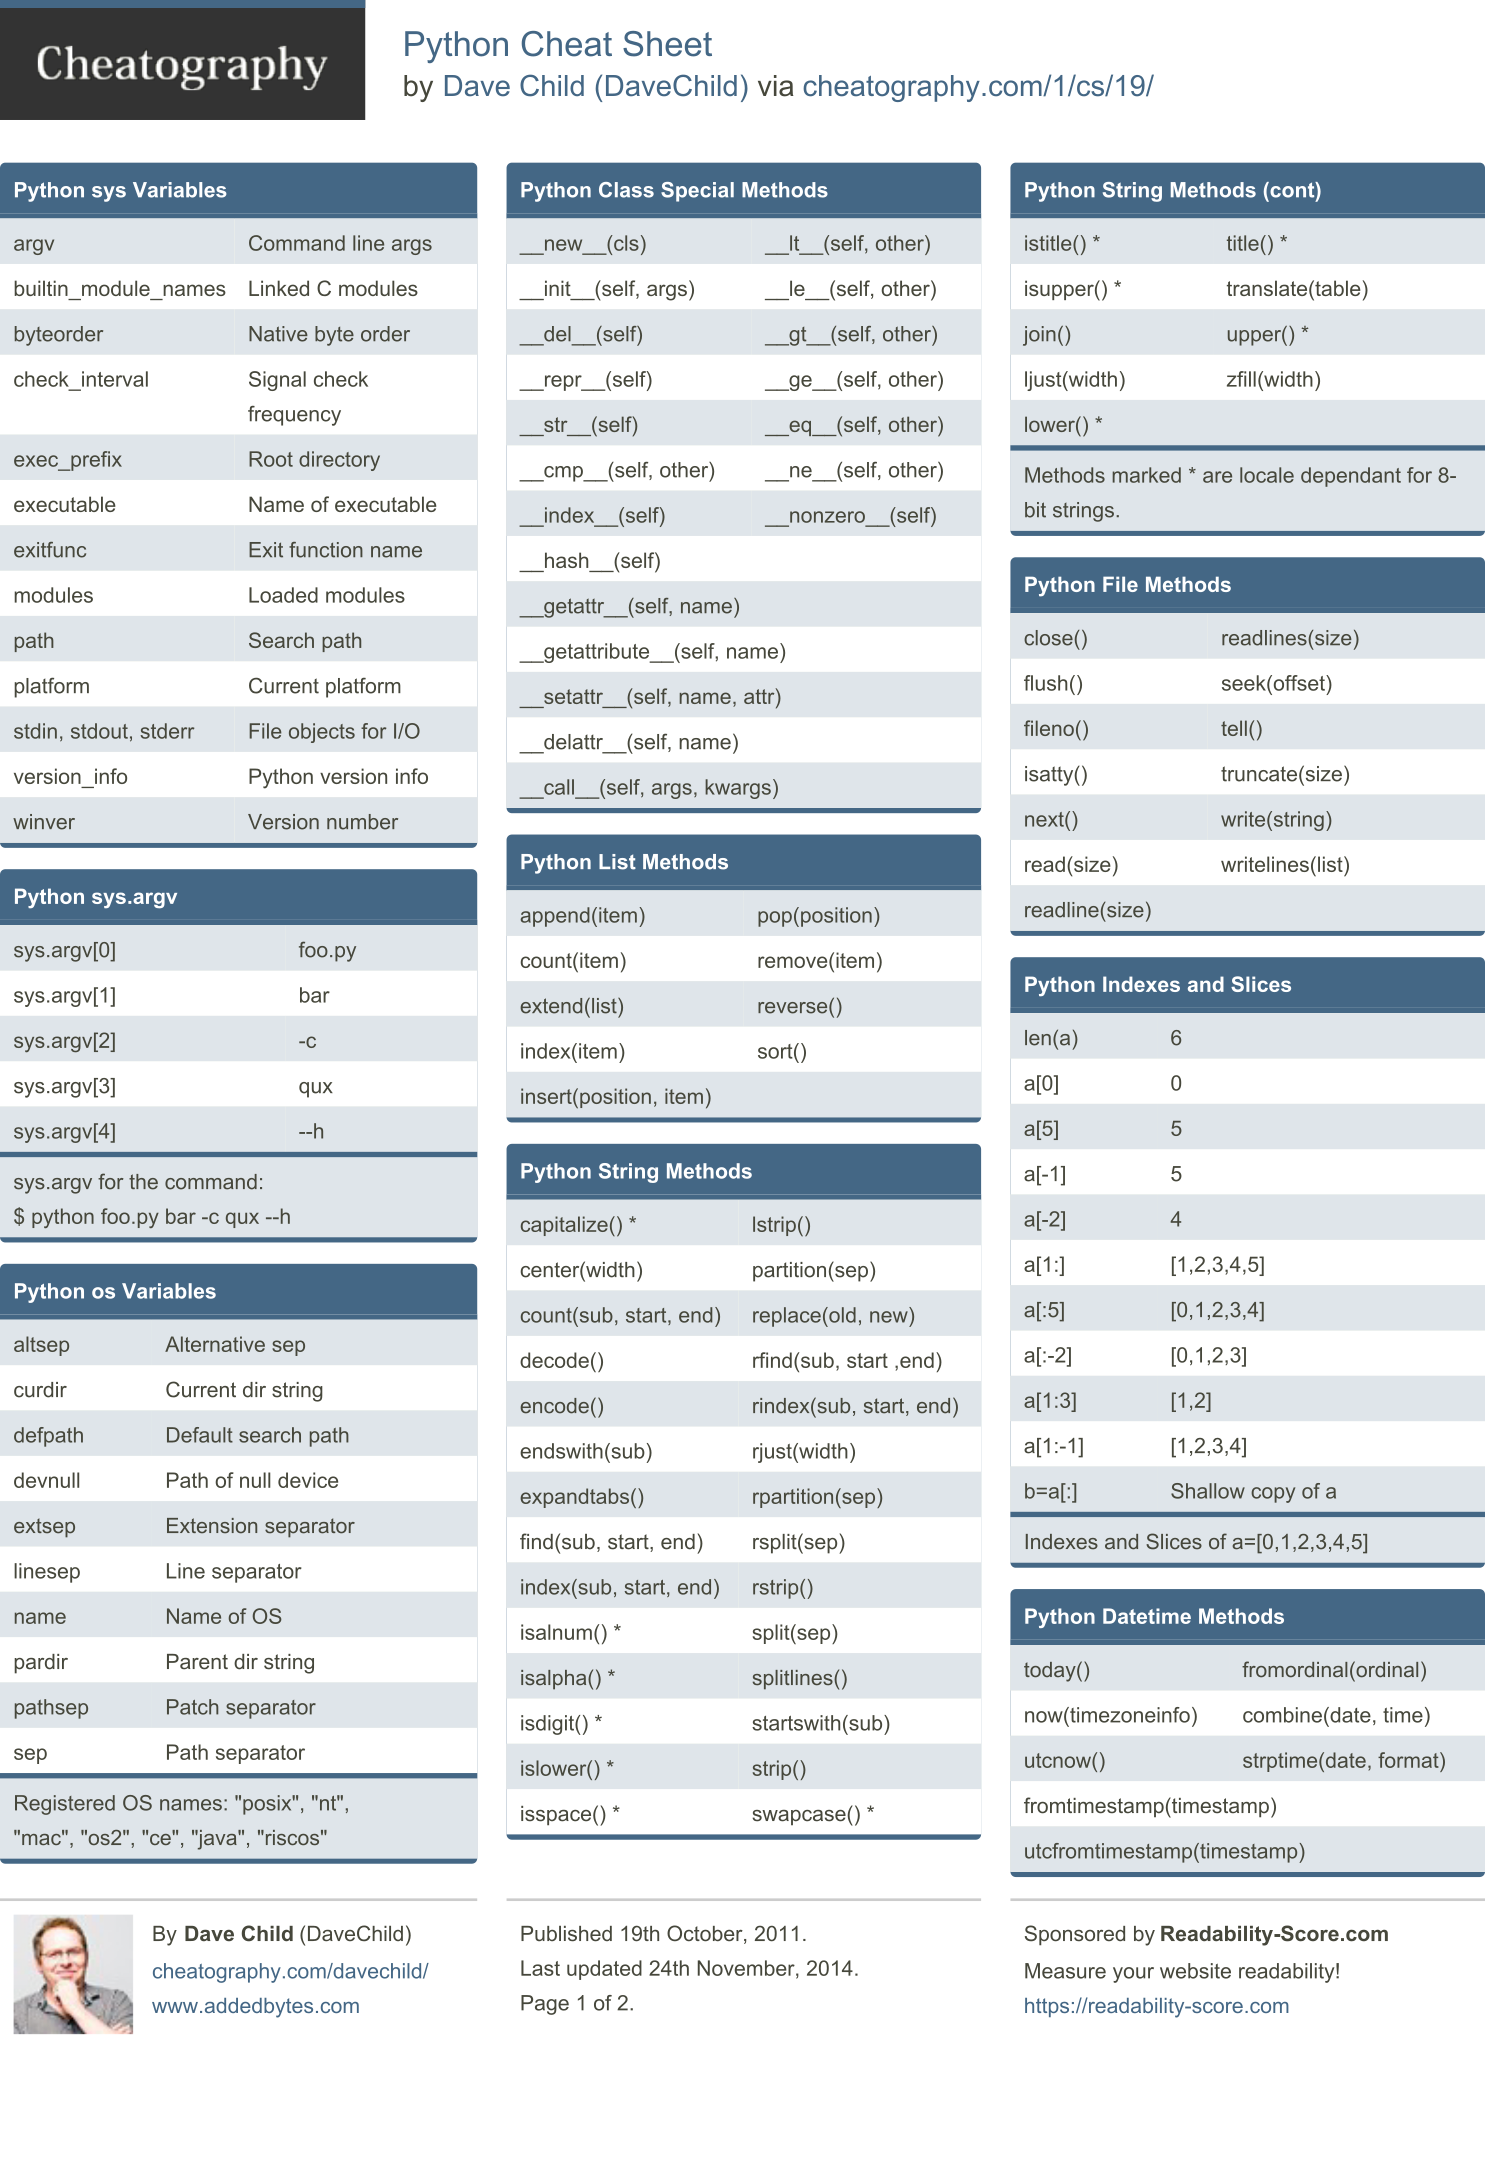 Cheatography
Python Cheat Sheet
by Dave Child (DaveChild) via cheatography.com/1/cs/19/
Python sys Variables
argv Command line args
builtin_module_names Linked C modules
byteorder Native byte order
check_interval Signal check
frequency
exec_prefix Root directory
executable Name of executable
exitfunc Exit function name
modules Loaded modules
path Search path
platform Current platform
stdin, stdout, stderr File objects for I/O
version_info Python version info
winver Version number
Python sys.argv
sys.argv[0] foo.py
sys.argv[1] bar
sys.argv[2] -c
sys.argv[3] qux
sys.argv[4] --h
sys.argv for the command:
$ python foo.py bar -c qux --h
Python os Variables
altsep Alternative sep
curdir Current dir string
defpath Default search path
devnull Path of null device
extsep Extension separator
linesep Line separator
name Name of OS
pardir Parent dir string
pathsep Patch separator
sep Path separator
Registered OS names: "posix", "nt",
"mac", "os2", "ce", "java", "riscos"
Python Class Special Methods
__new__(cls) __lt__(self, other)
__init__(self, args) __le__(self, other)
__del__(self) __gt__(self, other)
__repr__(self) __ge__(self, other)
__str__(self) __eq__(self, other)
__cmp__(self, other) __ne__(self, other)
__index__(self) __nonzero__(self)
__hash__(self)
__getattr__(self, name)
__getattribute__(self, name)
__setattr__(self, name, attr)
__delattr__(self, name)
__call__(self, args, kwargs)
Python List Methods
append(item) pop(position)
count(item) remove(item)
extend(list) reverse()
index(item) sort()
insert(position, item)
Python String Methods
capitalize() * lstrip()
center(width) partition(sep)
count(sub, start, end) replace(old, new)
decode() rfind(sub, start ,end)
encode() rindex(sub, start, end)
endswith(sub) rjust(width)
expandtabs() rpartition(sep)
find(sub, start, end) rsplit(sep)
index(sub, start, end) rstrip()
isalnum() * split(sep)
isalpha() * splitlines()
isdigit() * startswith(sub)
islower() * strip()
isspace() * swapcase() *
Python String Methods (cont)
istitle() * title() *
isupper() * translate(table)
join() upper() *
ljust(width) zfill(width)
lower() *
Methods marked * are locale dependant for 8-
bit strings.
Python File Methods
close() readlines(size)
flush() seek(offset)
fileno() tell()
isatty() truncate(size)
next() write(string)
read(size) writelines(list)
readline(size)
Python Indexes and Slices
len(a) 6
a[0] 0
a[5] 5
a[-1] 5
a[-2] 4
a[1:] [1,2,3,4,5]
a[:5] [0,1,2,3,4]
a[:-2] [0,1,2,3]
a[1:3] [1,2]
a[1:-1] [1,2,3,4]
b=a[:] Shallow copy of a
Indexes and Slices of a=[0,1,2,3,4,5]
Python Datetime Methods
today() fromordinal(ordinal)
now(timezoneinfo) combine(date, time)
utcnow() strptime(date, format)
fromtimestamp(timestamp)
utcfromtimestamp(timestamp)
By Dave Child (DaveChild)
cheatography.com/davechild/
www.addedbytes.com
Published 19th October, 2011.
Last updated 24th November, 2014.
Page 1 of 2.
Sponsored by Readability-Score.com
Measure your website readability!
https://readability-score.com